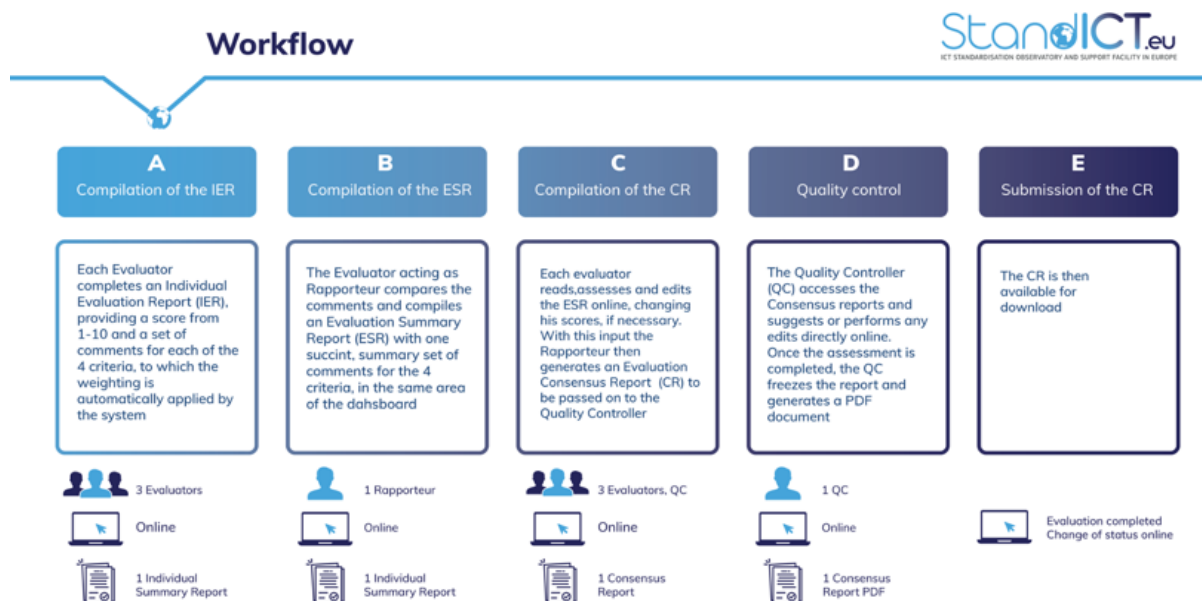 Workflow
StandICT.eu
ICT STANDARDISATION OBSERVATORY AND SUPPORT FACILITY IN EUROPE
A
Compilation of the IER
Each Evaluator
completes an Individual
Evaluation Report (IER),
providing a score from
1-10 and a set of
comments for each of the
4 criteria, to which the
weighting is
automatically applied by
the system
3 Evaluators
Online
1 Individual
Summary Report
B
Compilation of the ESR
The Evaluator acting as
Rapporteur compares the
comments and compiles
an Evaluation Summary
Report (ESR) with one
succint, summary set of
comments for the 4
criteria, in the same area
of the dahsboard
1 Rapporteur
Online
1 Individual
Summary Report
C
Compilation of the CR
Each evaluator
reads,assesses and edits
the ESR online, changing
his scores, if necessary.
With this input the
Rapporteur then
generates an Evaluation
Consensus Report (CR) to
be passed on to the
Quality Controller
3 Evaluators, QC
Online
1 Consensus
Report
D
Quality control
The Quality Controller
(QC) accesses the
Consensus reports and
suggests or performs any
edits directly online.
Once the assessment is
completed, the QC
freezes the report and
generates a PDF
document
1 QC
Online
1 Consensus
Report PDF
E
Submission of the CR
The CR is then
available for
download
Evaluation completed
Change of status online